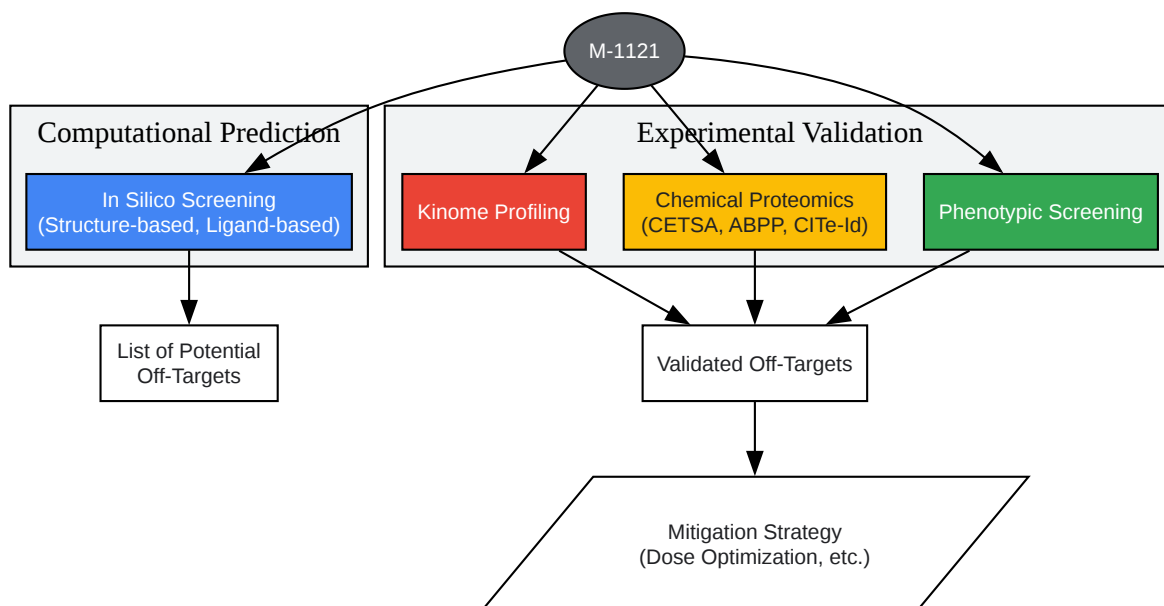 M-1121
Computational Prediction
Experimental Validation
In Silico Screening
(Structure-based, Ligand-based)
Kinome Profiling
Chemical Proteomics
(CETSA, ABPP, CITe-Id)
Phenotypic Screening
List of Potential
Off-Targets
Validated Off-Targets
Mitigation Strategy
(Dose Optimization, etc.)